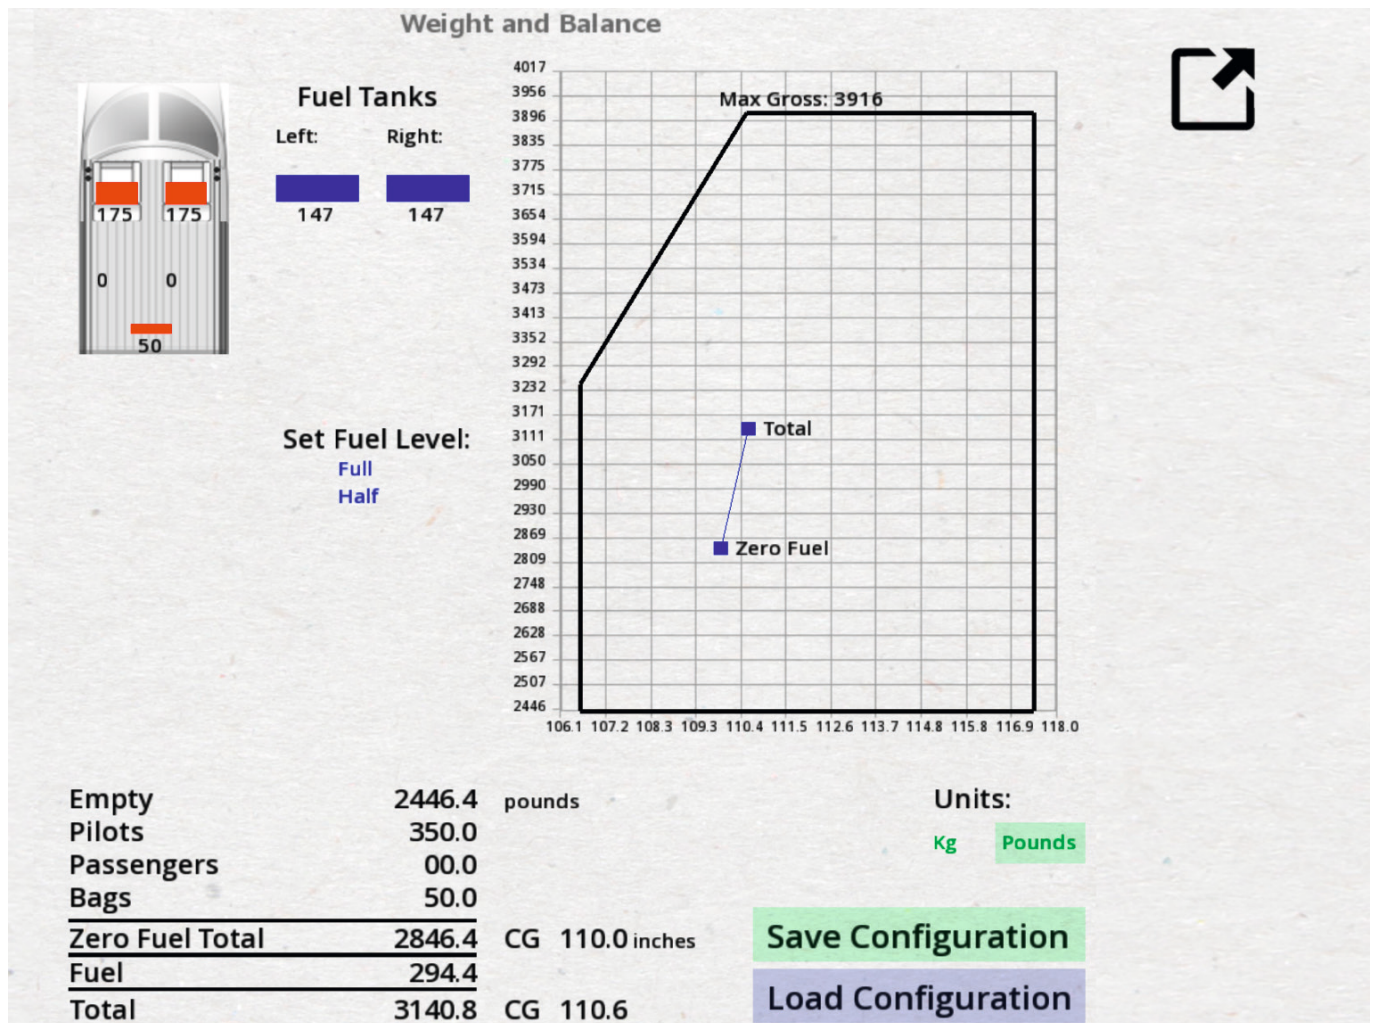 Weight and Balance
Fuel Tanks
Left: Right:
147 147
175 175
0 0
50
Set Fuel Level:
Full
Half
Max Gross: 3916
4017
3956
3896
3835
3775
3715
3654
3594
3534
3473
3413
3352
3292
3232
3171
3111
3050
2990
2930
2869
2809
2748
2688
2628
2567
2507
2446
Total
Zero Fuel
106.1 107.2 108.3 109.3 110.4 111.5 112.6 113.7 114.8 115.8 116.9 118.0
Empty 2446.4 pounds
Pilots 350.0
Passengers 00.0
Bags 50.0
Zero Fuel Total 2846.4 CG 110.0 inches
Fuel 294.4
Total 3140.8 CG 110.6
Units:
Kg Pounds
Save Configuration
Load Configuration